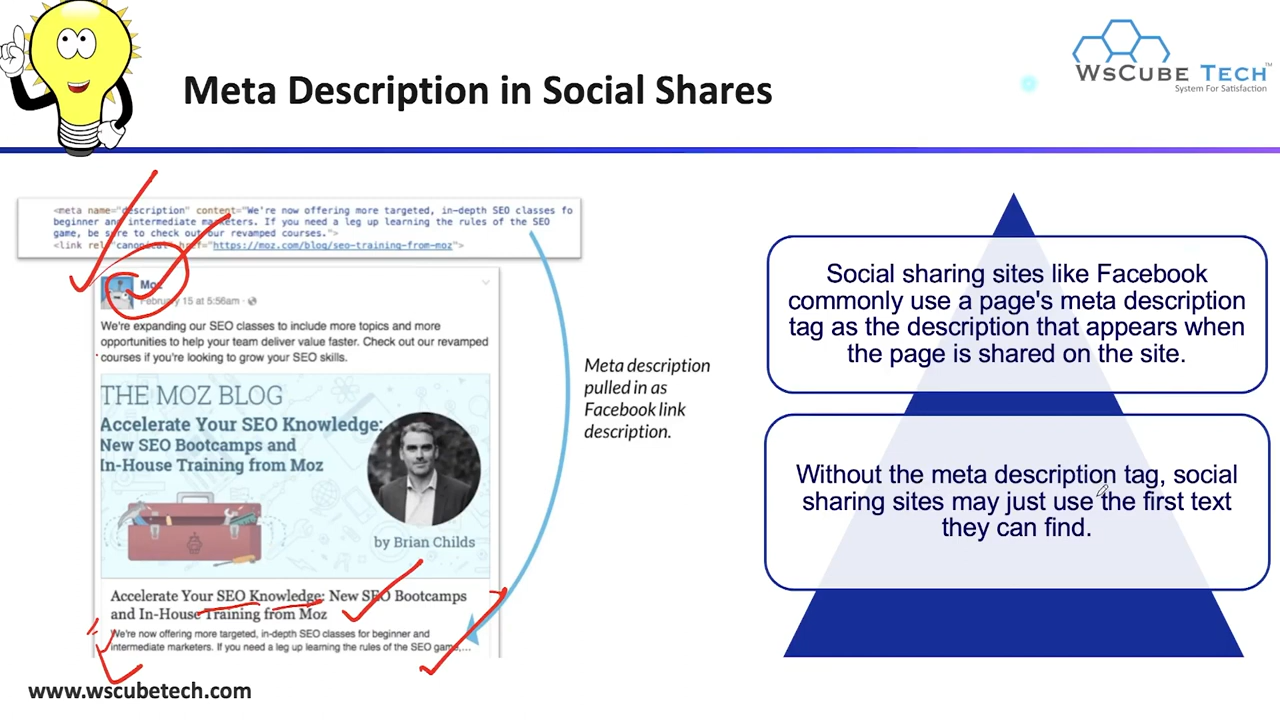 Meta Description in Social Shares
WSCUBE TECH™
System For Satisfaction
<meta name="description" content="We're now offering more targeted, in-depth SEO classes fo
beginner and intermediate marketers. If you need a leg up learning the rules of the SEO
game, be sure to check out our revamped courses.">
<link rel="canonical" href="https://moz.com/blog/seo-training-from-moz">
Moz
February 15 at 5:56am ·
We're expanding our SEO classes to include more topics and more
opportunities to help your team deliver value faster. Check out our revamped
courses if you're looking to grow your SEO skills.
THE MOZ BLOG
Accelerate Your SEO Knowledge:
New SEO Bootcamps and
In-House Training from Moz
by Brian Childs
Accelerate Your SEO Knowledge: New SEO Bootcamps
and In-House Training from Moz
We're now offering more targeted, in-depth SEO classes for beginner and
intermediate marketers. If you need a leg up learning the rules of the SEO game,...
Meta description
pulled in as
Facebook link
description.
Social sharing sites like Facebook
commonly use a page's meta description
tag as the description that appears when
the page is shared on the site.
Without the meta description tag, social
sharing sites may just use the first text
they can find.
www.wscubetech.com